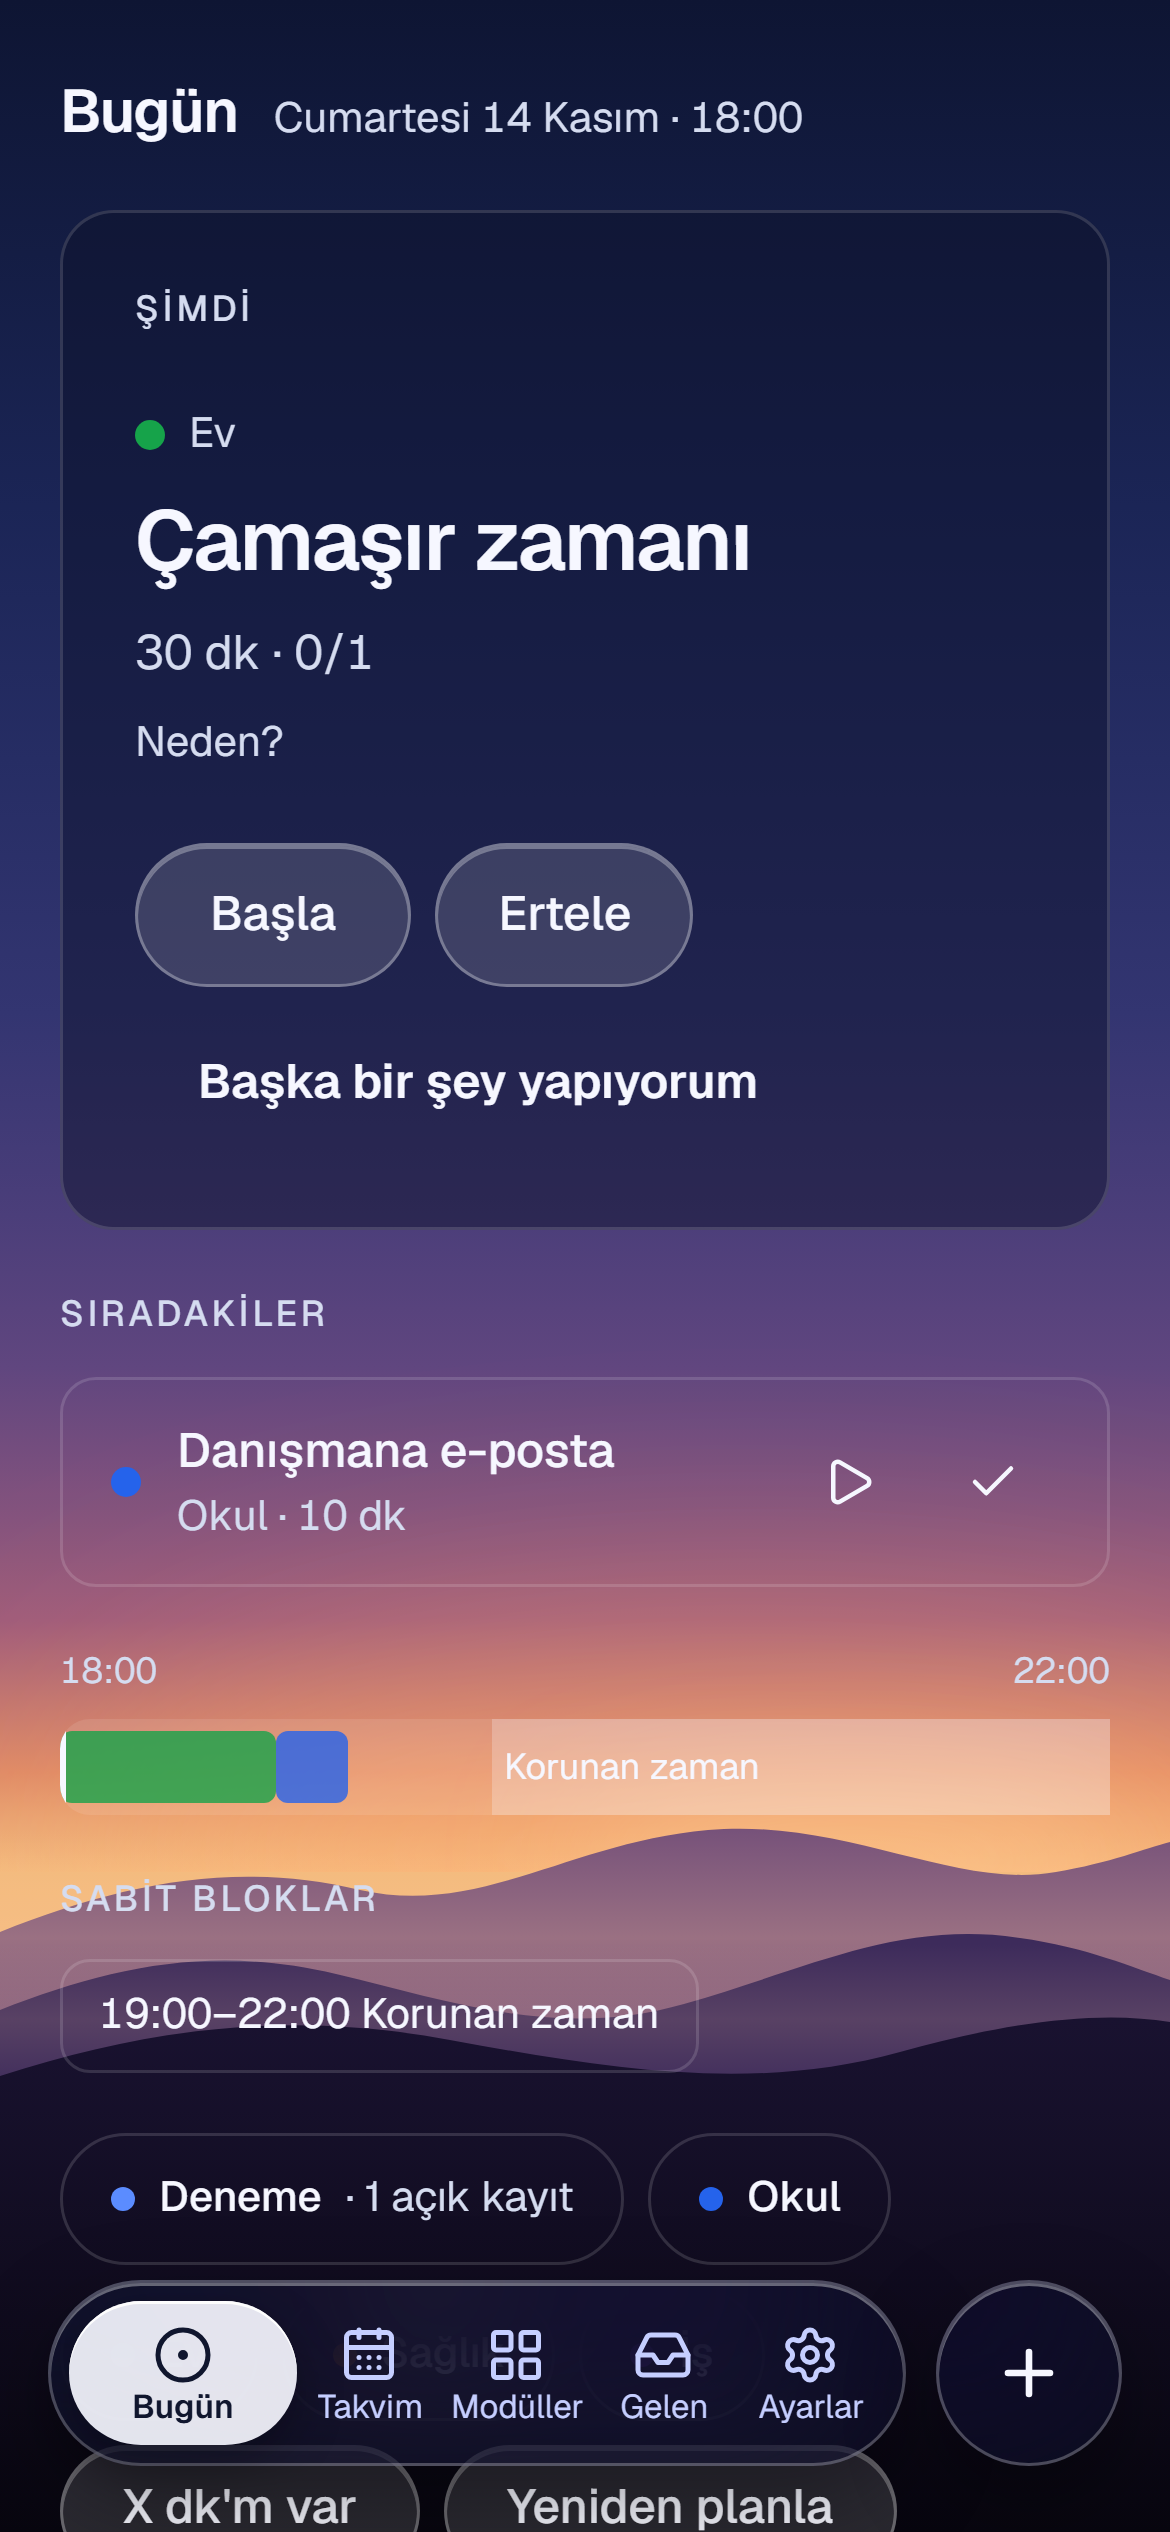 Bugün Cumartesi 14 Kasım · 18:00
ŞİMDİ
Ev
Çamaşır zamanı
30 dk · 0/1
Neden?
Başla Ertele
Başka bir şey yapıyorum
SIRADAKİLER
Danışmana e-posta
Okul · 10 dk
18:00 22:00
Korunan zaman
SABİT BLOKLAR
19:00–22:00 Korunan zaman
Deneme · 1 açık kayıt Okul
Sağlık
Bugün Takvim Modüller Gelen Ayarlar
X dk'm var Yeniden planla